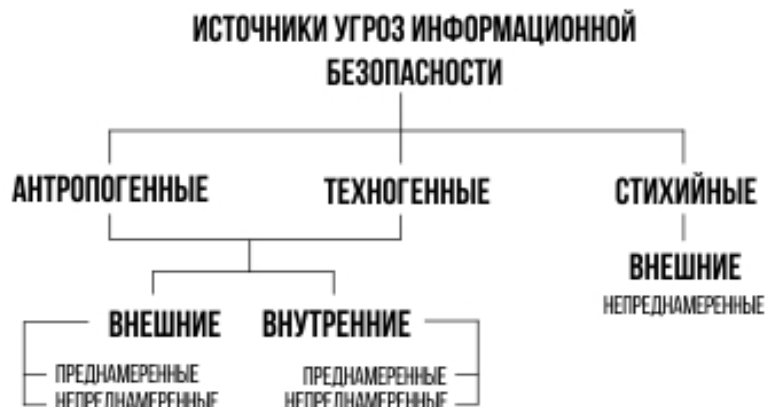 ИСТОЧНИКИ УГРОЗ ИНФОРМАЦИОННОЙ
БЕЗОПАСНОСТИ
АНТРОПОГЕННЫЕ ТЕХНОГЕННЫЕ СТИХИЙНЫЕ
ВНЕШНИЕ
НЕПРЕДНАМЕРЕННЫЕ
ВНЕШНИЕ ВНУТРЕННИЕ
ПРЕДНАМЕРЕННЫЕ ПРЕДНАМЕРЕННЫЕ
НЕПРЕДНАМЕРЕННЫЕ НЕПРЕДНАМЕРЕННЫЕ